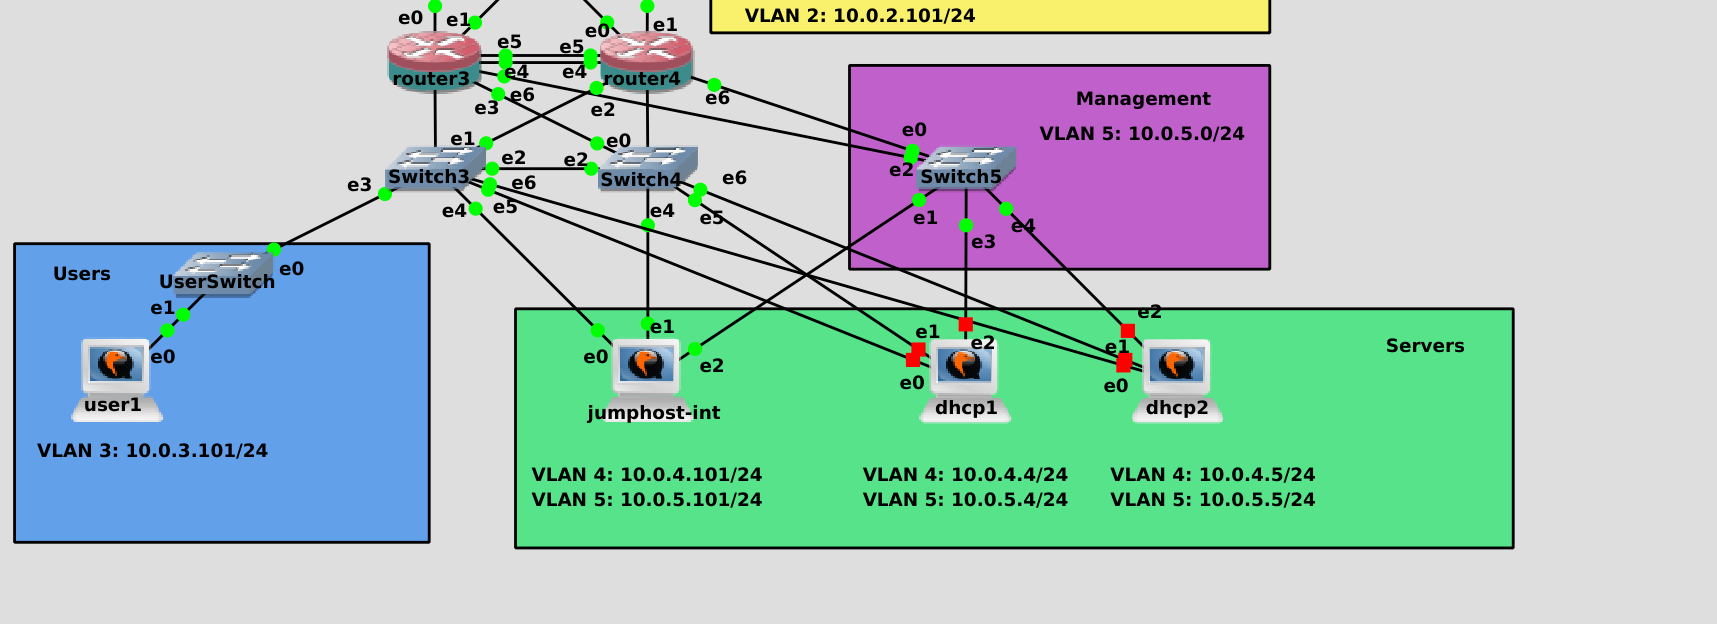 VLAN 2: 10.0.2.101/24
e0
e1
e0
e1
e5
e5
router3
e4
e4
router4
e3
e6
e2
e6
Management
VLAN 5: 10.0.5.0/24
e1
e0
e0
e2
e2
e2
Switch3
Switch4
Switch5
e3
e6
e6
e4
e5
e4
e5
e1
e3
e4
Users
UserSwitch
e0
e1
e0
user1
VLAN 3: 10.0.3.101/24
Servers
e1
e1
e2
e1
e2
e0
e2
e0
e0
jumphost-int
dhcp1
dhcp2
VLAN 4: 10.0.4.101/24
VLAN 5: 10.0.5.101/24
VLAN 4: 10.0.4.4/24
VLAN 5: 10.0.5.4/24
VLAN 4: 10.0.4.5/24
VLAN 5: 10.0.5.5/24